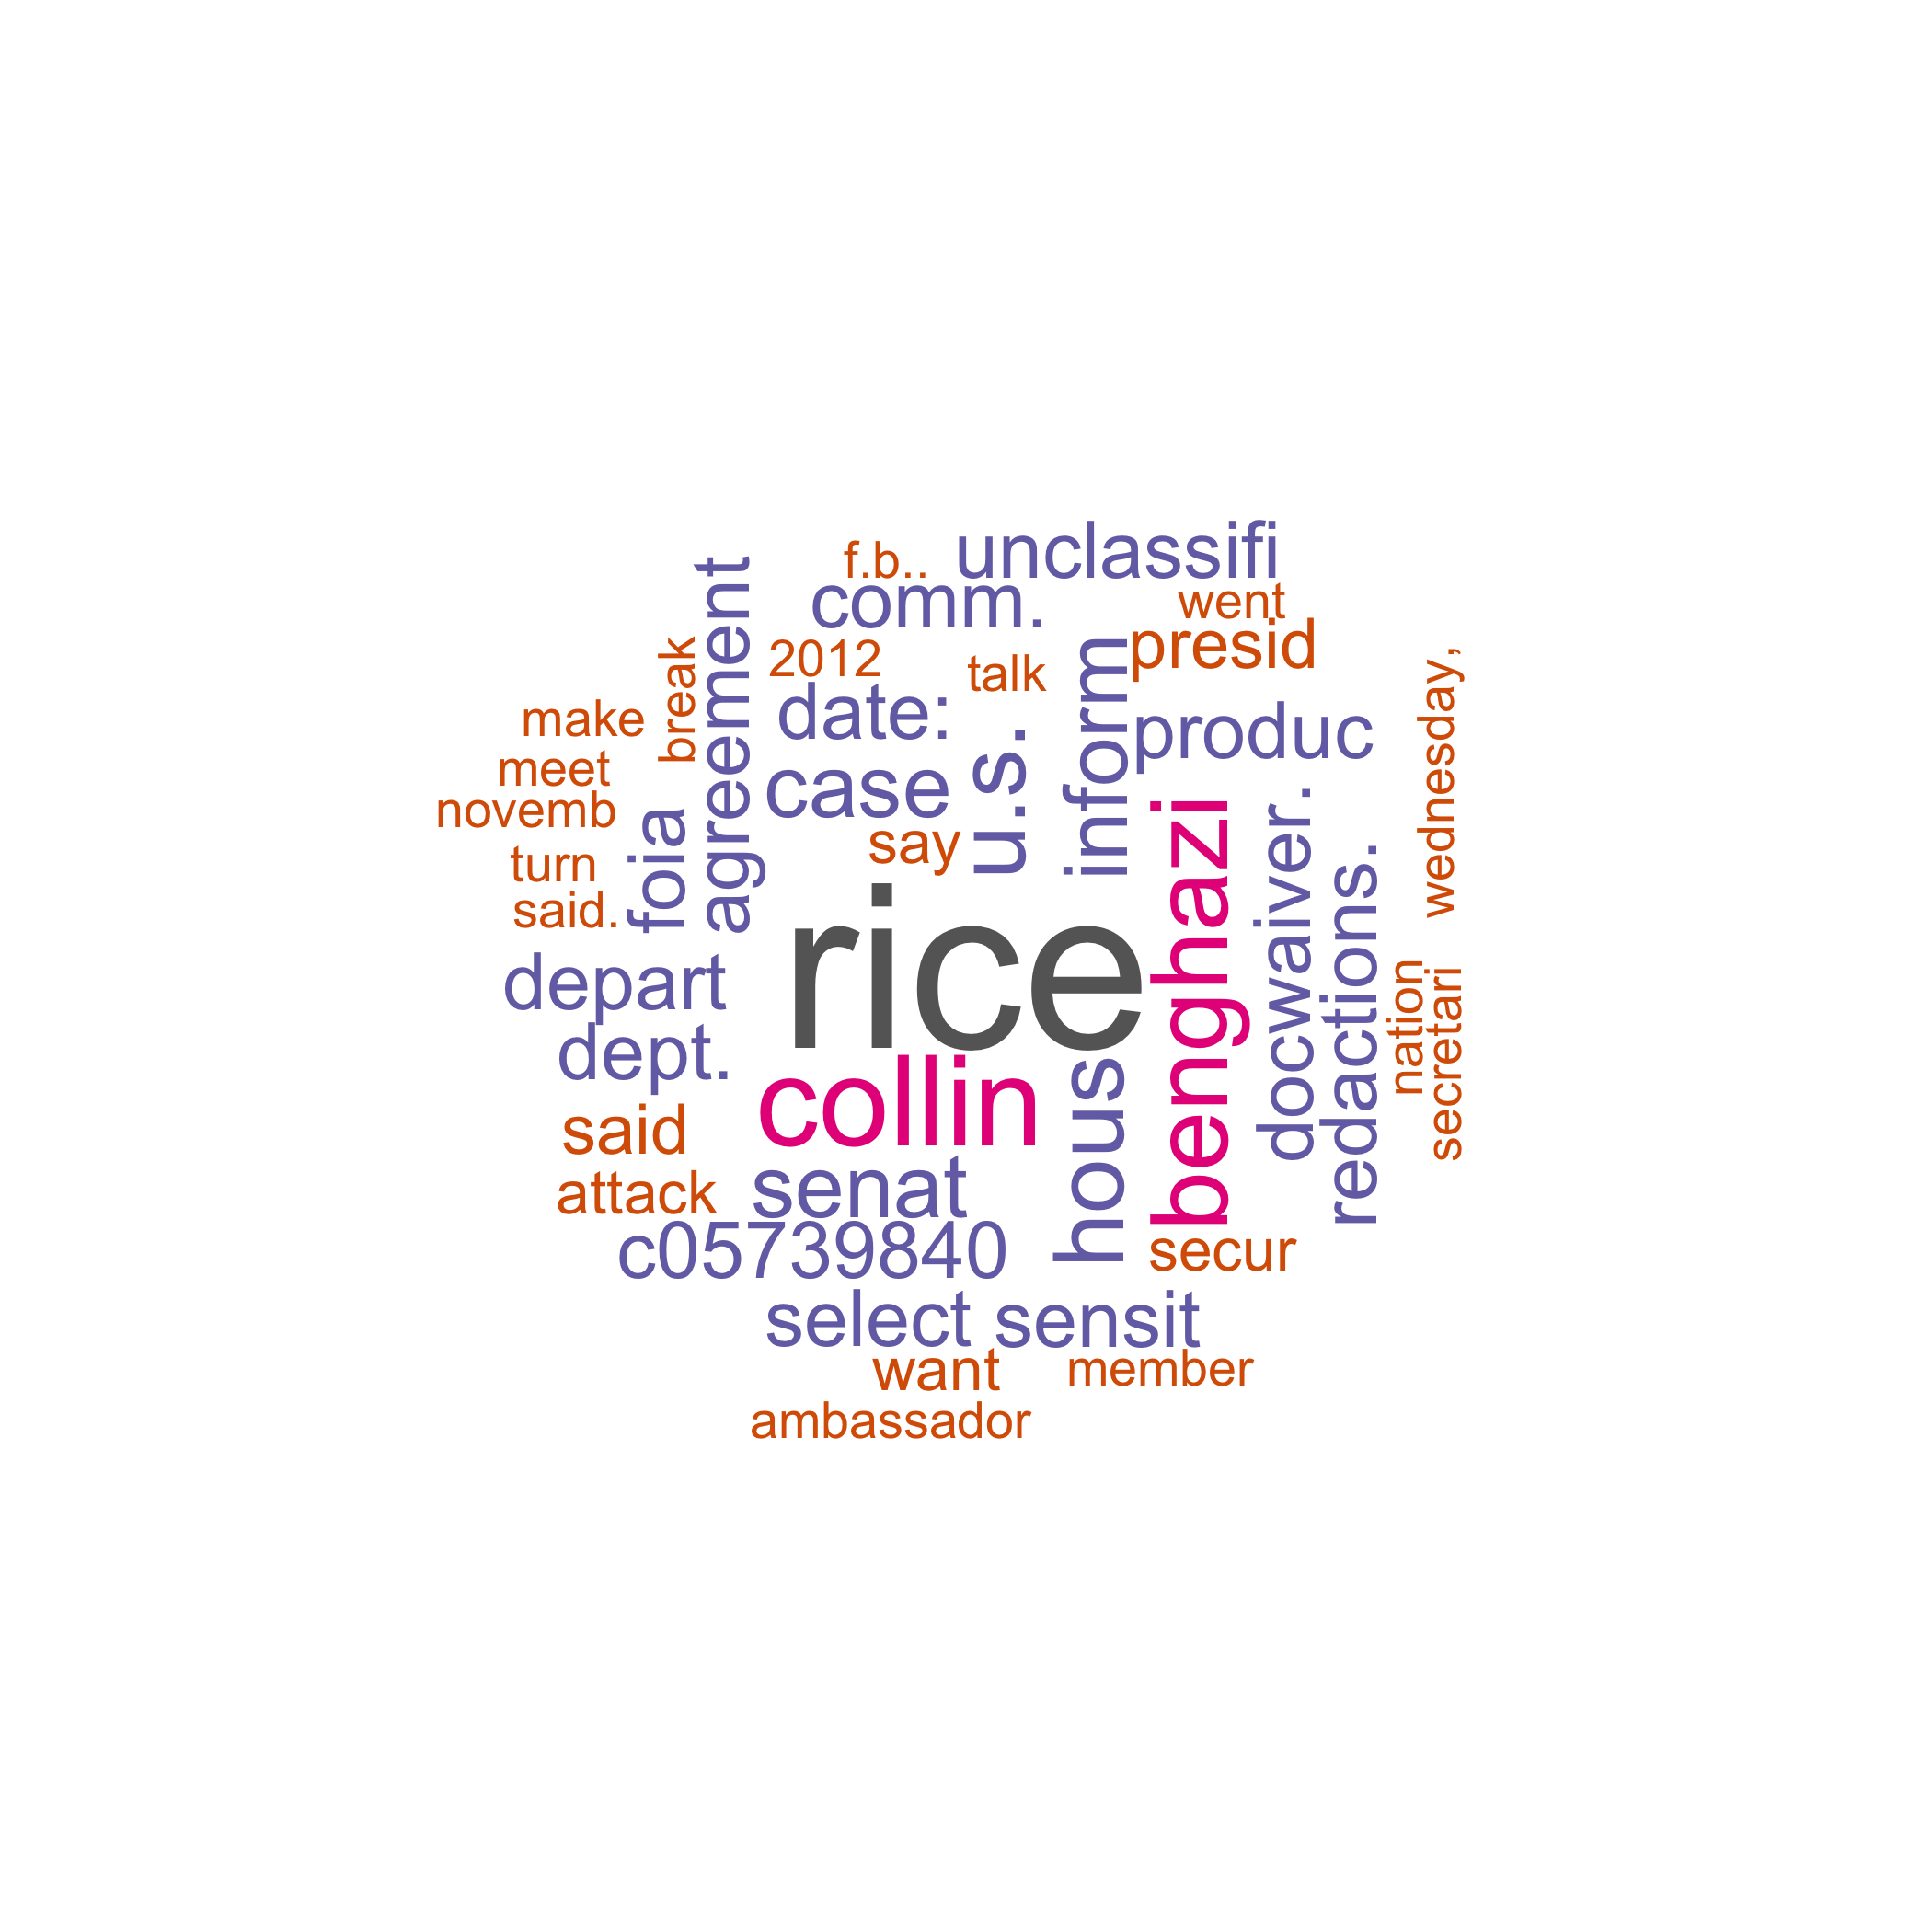 f.b..
unclassifi
comm.
went
presid
2012
talk
break
agreement
inform
wednesday,
make
date:
produc
meet
case
u.s.
novemb
say
foia
turn
said.
rice
benghazi
waiver.
doc
redactions.
depart
nation
secretari
dept.
collin
hous
said
attack
senat
c05739840
secur
select
sensit
want
member
ambassador